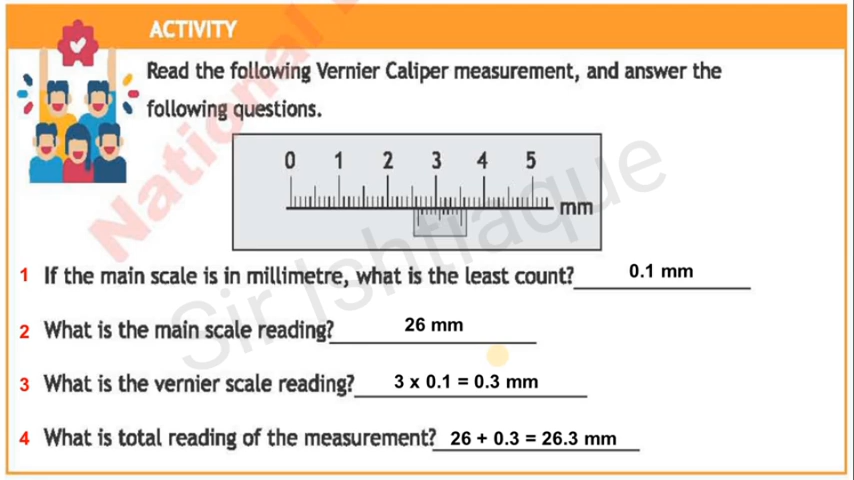 ACTIVITY
Read the following Vernier Caliper measurement, and answer the
following questions.
0 1 2 3 4 5
mm
1 If the main scale is in millimetre, what is the least count? 0.1 mm
2 What is the main scale reading? 26 mm
3 What is the vernier scale reading? 3 x 0.1 = 0.3 mm
4 What is total reading of the measurement? 26 + 0.3 = 26.3 mm
National
Sir Ishtiaque